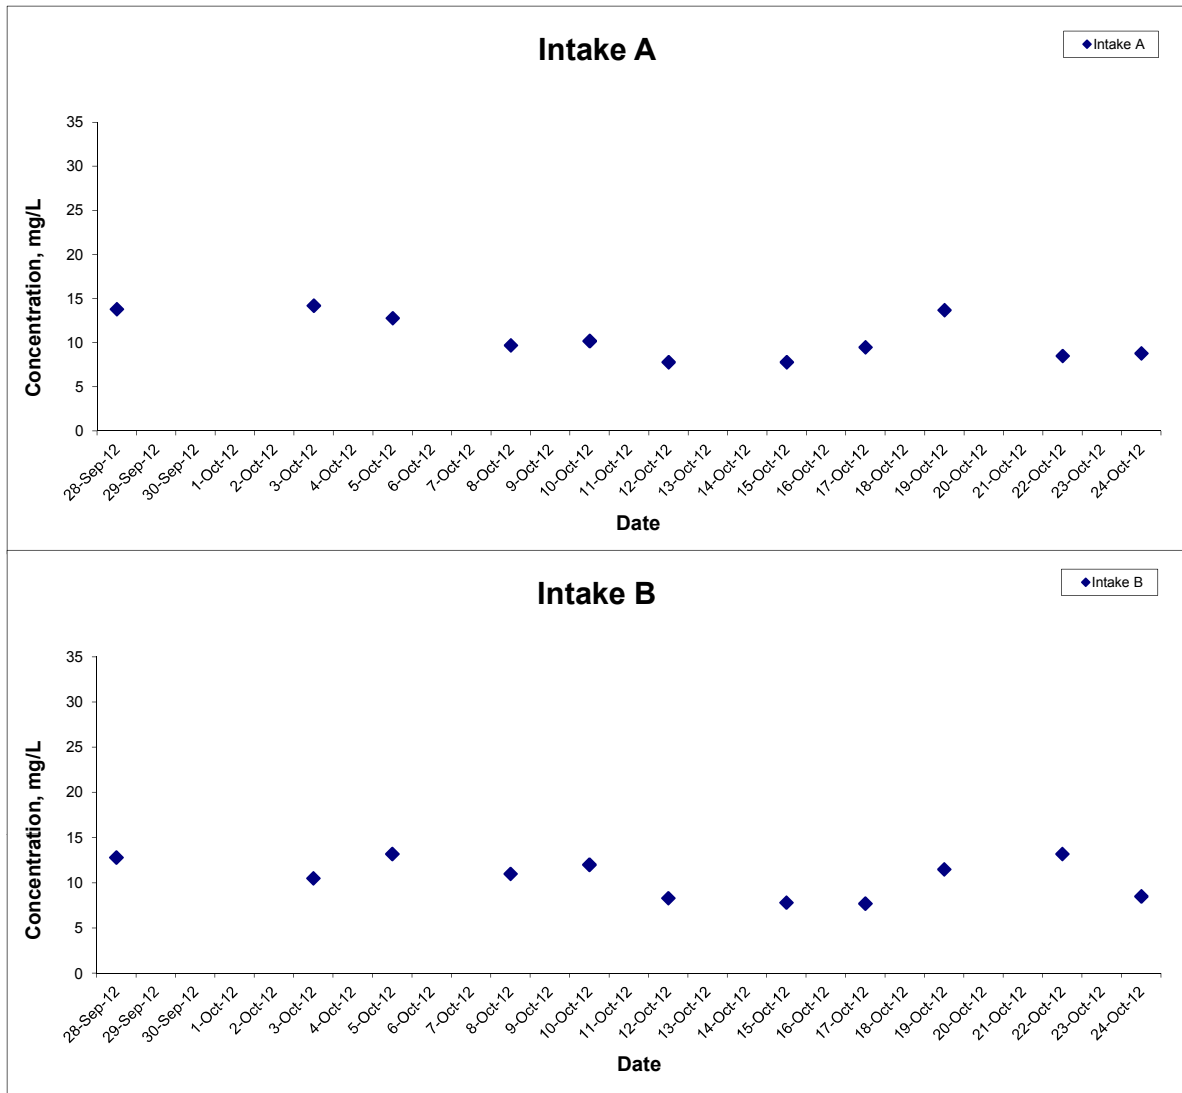 Intake A
Intake A
Concentration, mg/L
35
30
25
20
15
10
5
0
28-Sep-12
29-Sep-12
30-Sep-12
1-Oct-12
2-Oct-12
3-Oct-12
4-Oct-12
5-Oct-12
6-Oct-12
7-Oct-12
8-Oct-12
9-Oct-12
10-Oct-12
11-Oct-12
12-Oct-12
13-Oct-12
14-Oct-12
15-Oct-12
16-Oct-12
17-Oct-12
18-Oct-12
19-Oct-12
20-Oct-12
21-Oct-12
22-Oct-12
23-Oct-12
24-Oct-12
Date
Intake B
Intake B
Concentration, mg/L
35
30
25
20
15
10
5
0
28-Sep-12
29-Sep-12
30-Sep-12
1-Oct-12
2-Oct-12
3-Oct-12
4-Oct-12
5-Oct-12
6-Oct-12
7-Oct-12
8-Oct-12
9-Oct-12
10-Oct-12
11-Oct-12
12-Oct-12
13-Oct-12
14-Oct-12
15-Oct-12
16-Oct-12
17-Oct-12
18-Oct-12
19-Oct-12
20-Oct-12
21-Oct-12
22-Oct-12
23-Oct-12
24-Oct-12
Date